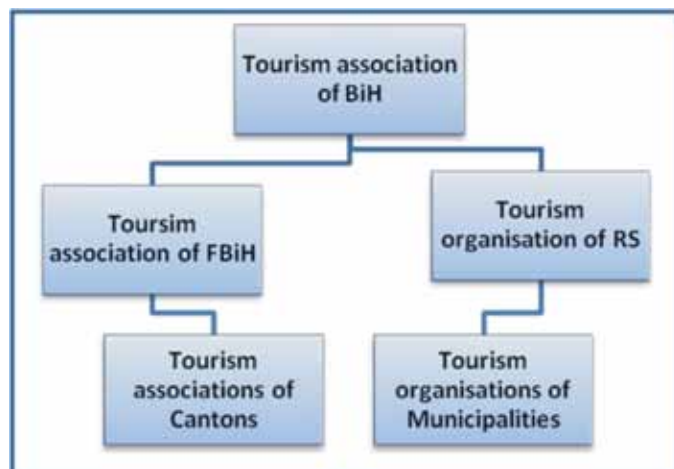 Tourism association
of BiH
Toursim
association of FBiH
Tourism
organisation of RS
Tourism
associations of
Cantons
Tourism
organisations of
Municipalities